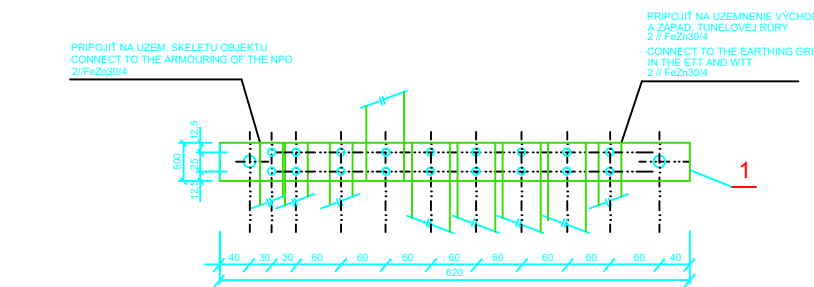 PRIPOJIŤ NA UZEMNENIE VÝCHOD
A ZÁPAD. TUNELOVEJ RÚRY
2 // FeZn30/4
CONNECT TO THE EARTHING GRI
IN THE ETT AND WTT
2 // FeZn30/4
PRIPOJIŤ NA UZEM. SKELETU OBJEKTU
CONNECT TO THE ARMOURING OF THE NPO
2//FeZn30/4
12,5
500
25
12,5
1
40 30 30 60 60 60 60 60 60 60 60 40
620